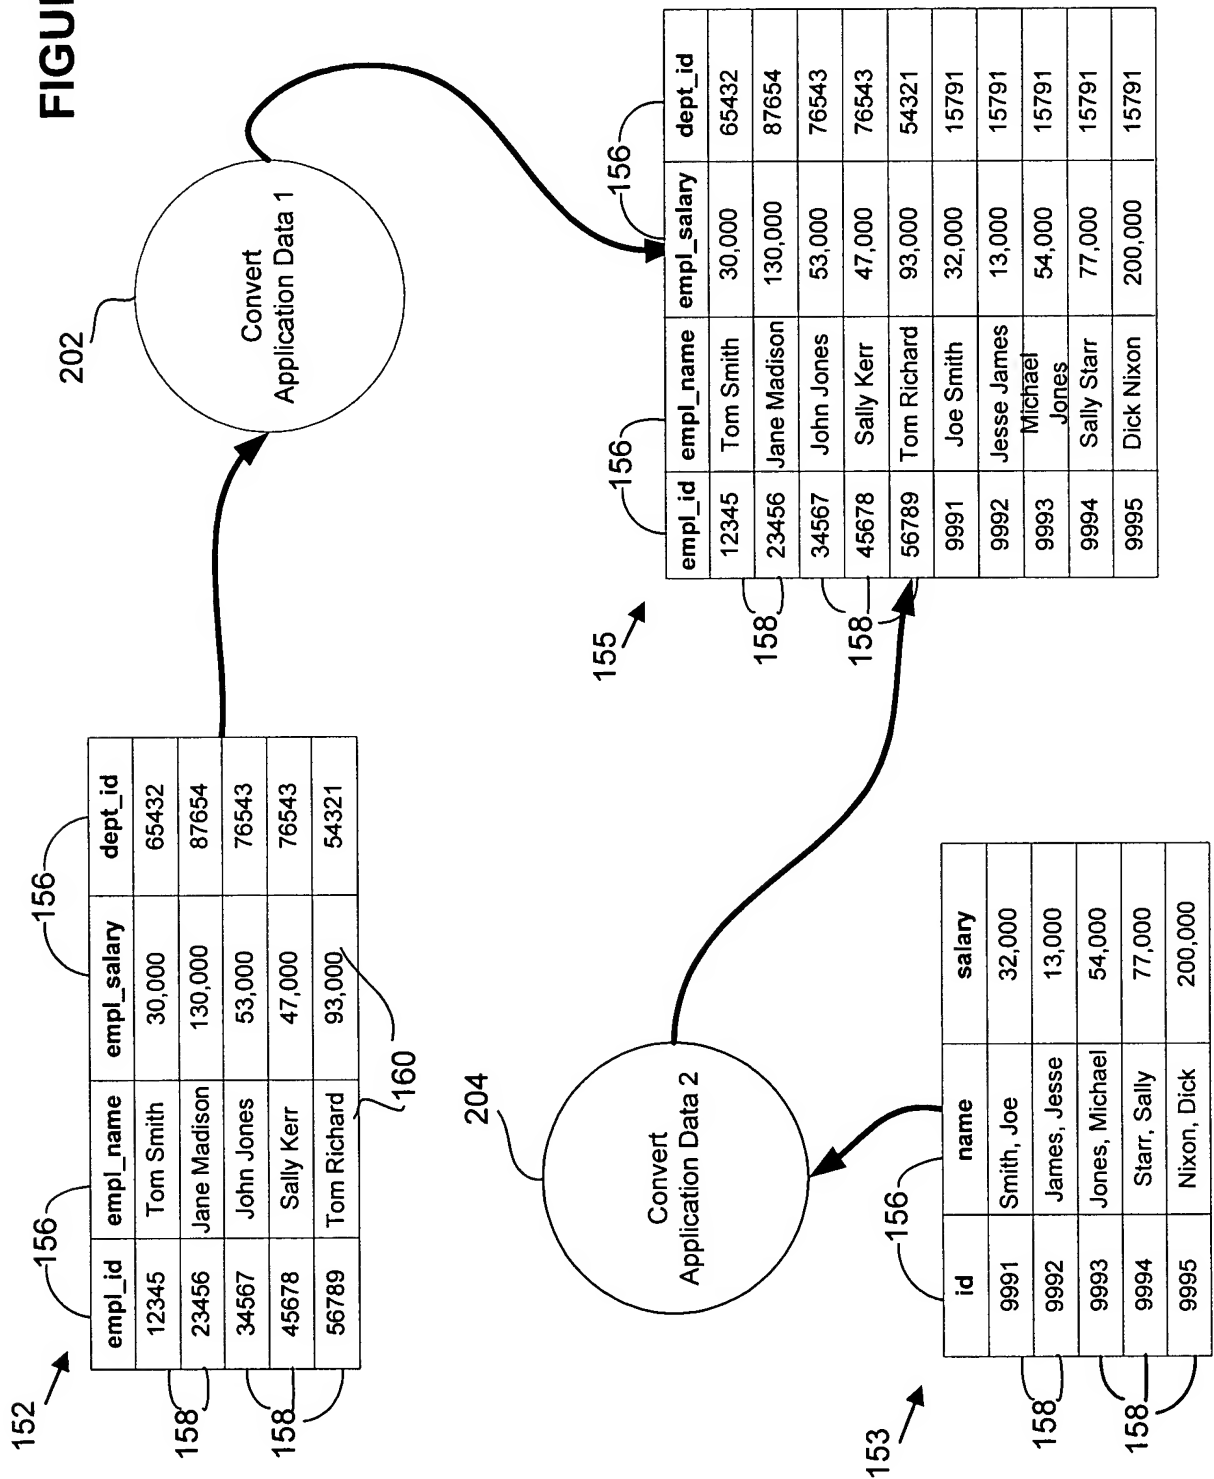 FIGU
152
156
empl_id empl_name empl_salary dept_id
12345 Tom Smith 30,000 65432
23456 Jane Madison 130,000 87654
34567 John Jones 53,000 76543
45678 Sally Kerr 47,000 76543
56789 Tom Richard 93,000 54321
156
158
158
160
202
Convert
Application Data 1
204
Convert
Application Data 2
153
156
id name salary
9991 Smith, Joe 32,000
9992 James, Jesse 13,000
9993 Jones, Michael 54,000
9994 Starr, Sally 77,000
9995 Nixon, Dick 200,000
158
158
155
156
156
empl_id empl_name empl_salary dept_id
12345 Tom Smith 30,000 65432
23456 Jane Madison 130,000 87654
34567 John Jones 53,000 76543
45678 Sally Kerr 47,000 76543
56789 Tom Richard 93,000 54321
9991 Joe Smith 32,000 15791
9992 Jesse James 13,000 15791
9993 Michael Jones 54,000 15791
9994 Sally Starr 77,000 15791
9995 Dick Nixon 200,000 15791
158
158